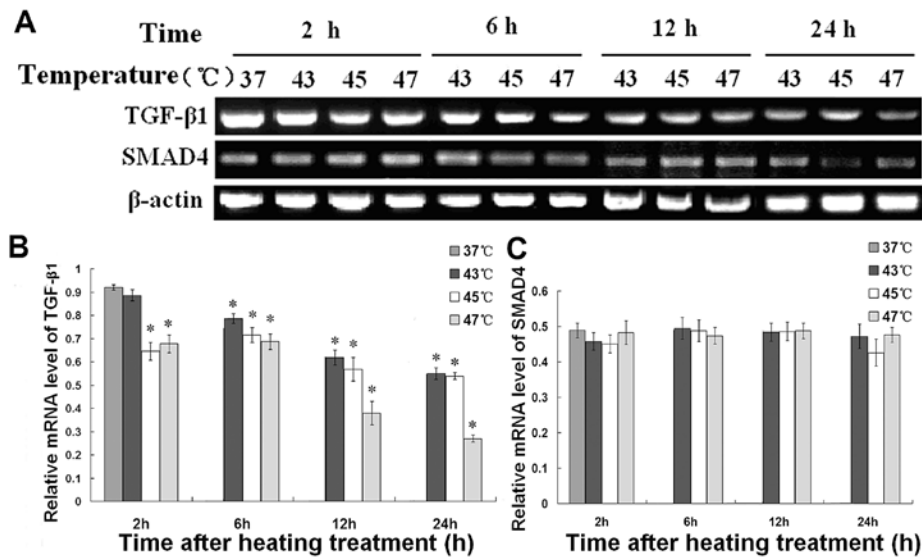 A
Time 2 h 6 h 12 h 24 h
Temperature(℃) 37 43 45 47 43 45 47 43 45 47 43 45 47
TGF-β1
SMAD4
β-actin
B
Relative mRNA level of TGF-β1
1
0.9
0.8
0.7
0.6
0.5
0.4
0.3
0.2
0.1
0
37℃
43℃
45℃
47℃
* *
* * *
* * *
* * *
2h 6h 12h 24h
Time after heating treatment (h)
C
Relative mRNA level of SMAD4
0.6
0.5
0.4
0.3
0.2
0.1
0
37℃
43℃
45℃
47℃
2h 6h 12h 24h
Time after heating treatment (h)